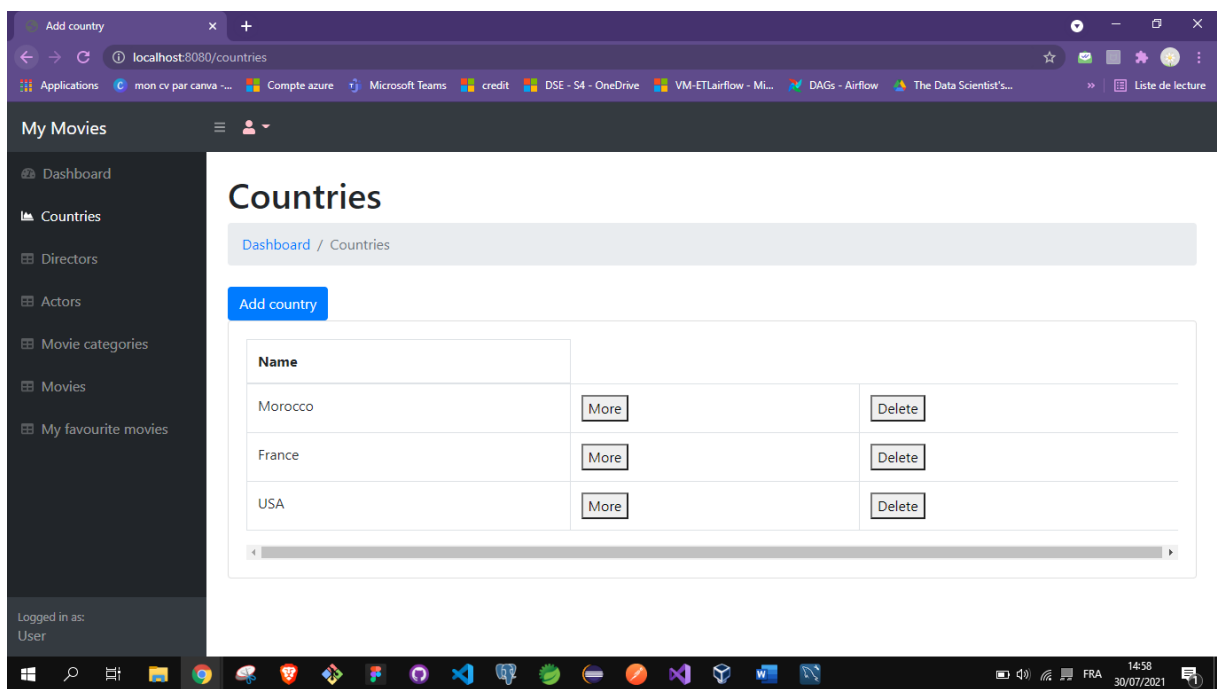 Add country
localhost:8080/countries
Applications mon cv par canva -... Compte azure Microsoft Teams credit DSE - S4 - OneDrive VM-ETLairflow - Mi... DAGs - Airflow The Data Scientist's... » Liste de lecture
My Movies
Dashboard
Countries
Directors
Actors
Movie categories
Movies
My favourite movies
Logged in as:
User
Countries
Dashboard / Countries
Add country
Name
Morocco More Delete
France More Delete
USA More Delete
FRA 14:58
30/07/2021